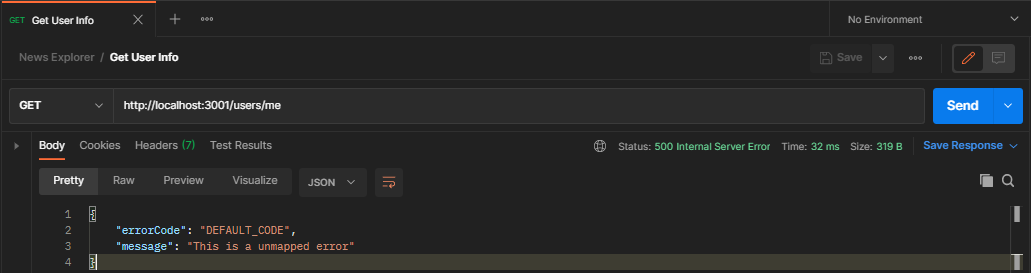 GET Get User Info
No Environment
News Explorer / Get User Info
Save
GET http://localhost:3001/users/me Send
Body Cookies Headers (7) Test Results Status: 500 Internal Server Error Time: 32 ms Size: 319 B Save Response
Pretty Raw Preview Visualize JSON
1 {
2 "errorCode": "DEFAULT_CODE",
3 "message": "This is a unmapped error"
4 }